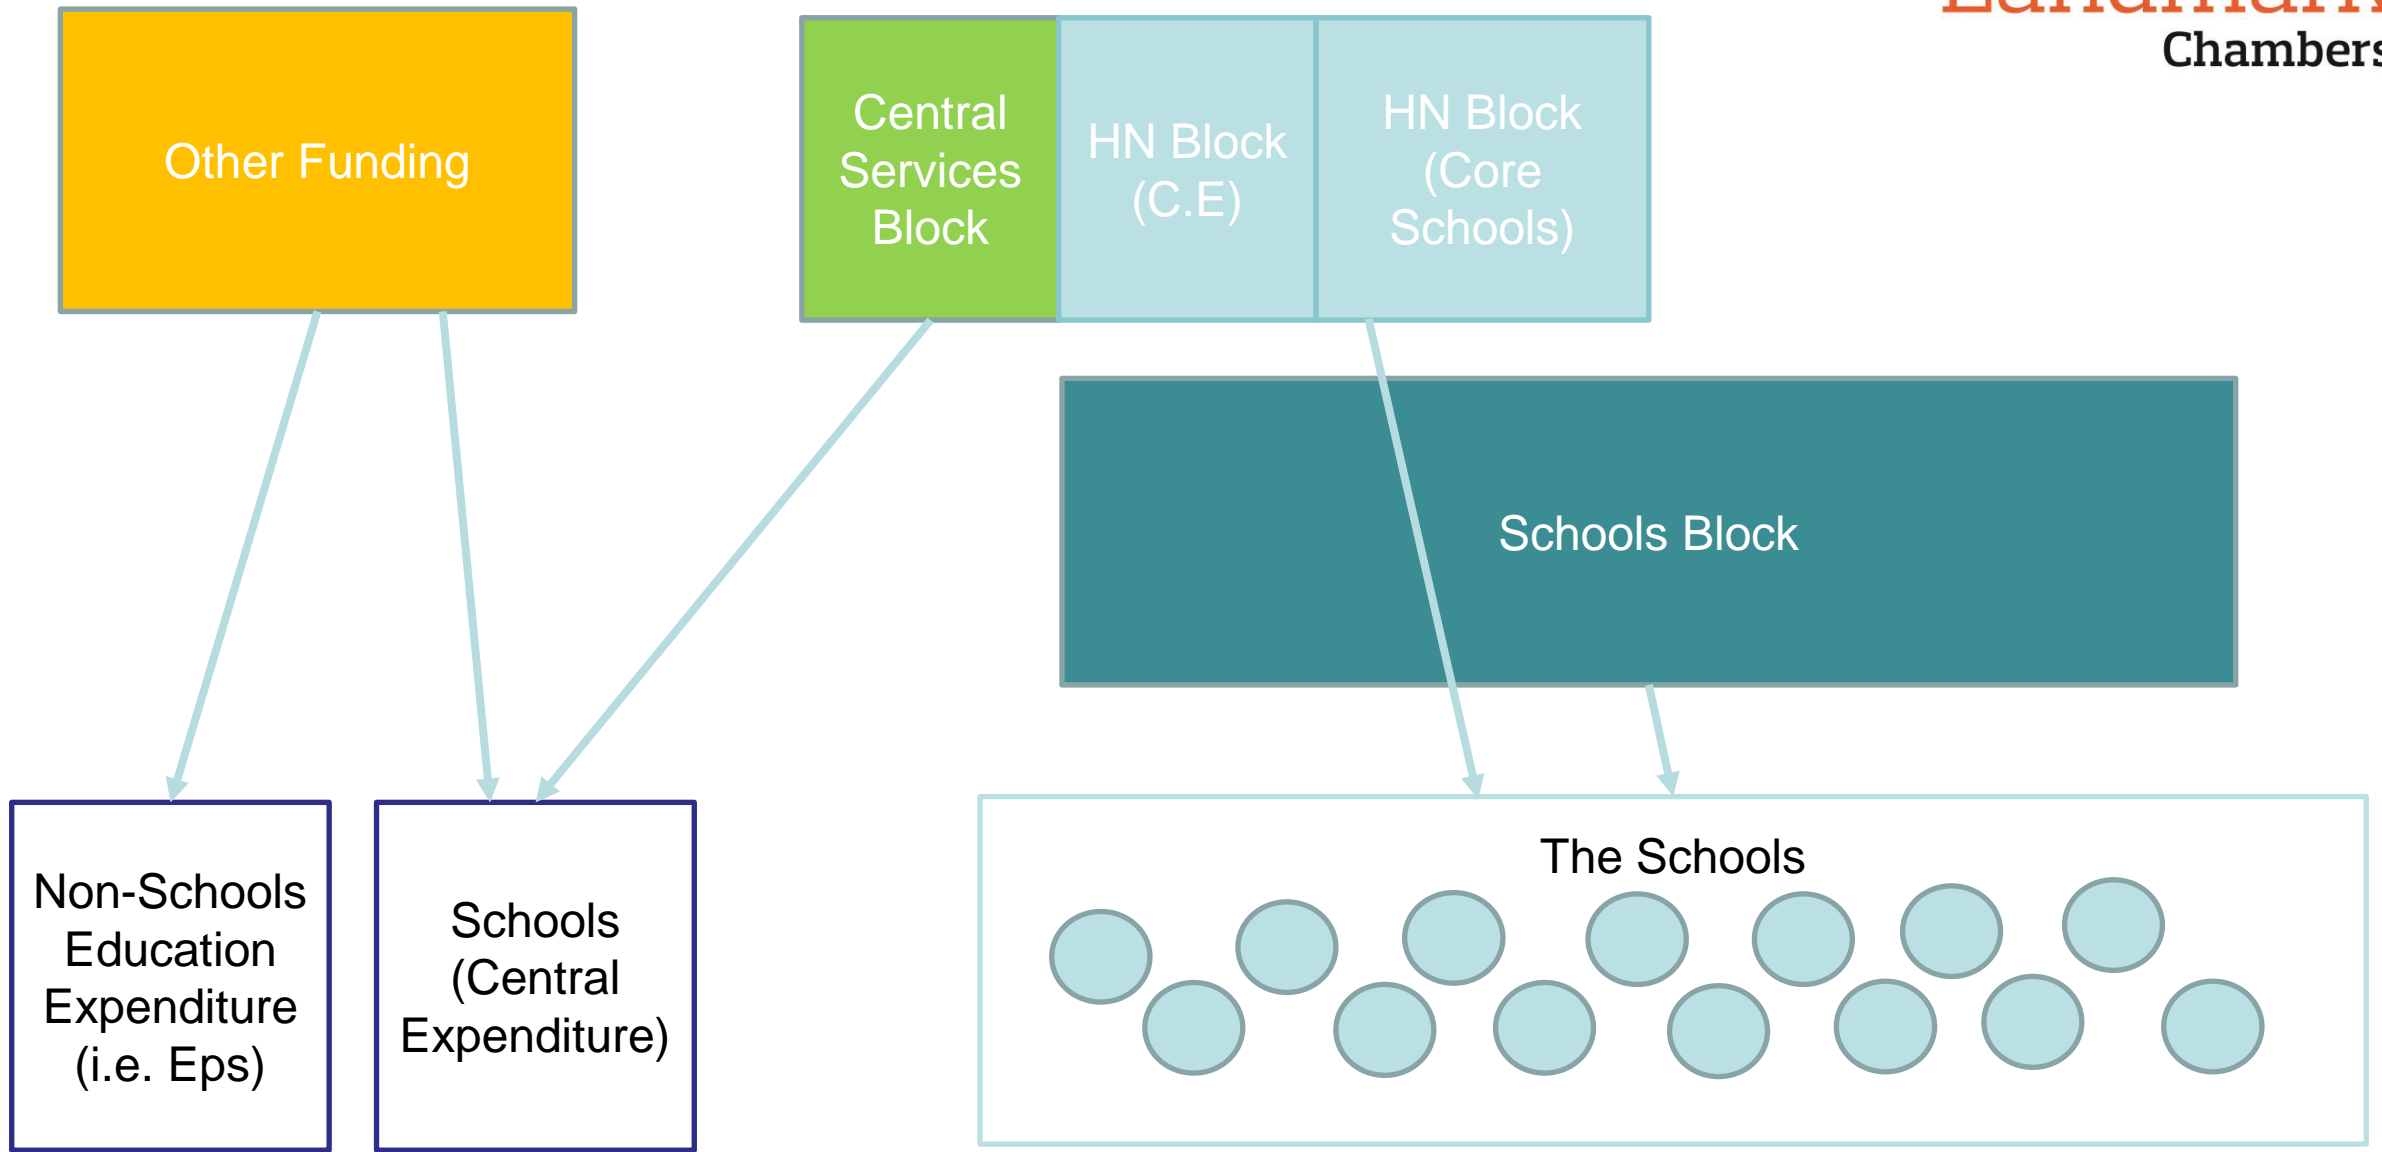 Landmark
Chambers
Other Funding
Central
Services
Block
HN Block
(C.E)
HN Block
(Core
Schools)
Schools Block
Non-Schools
Education
Expenditure
(i.e. Eps)
Schools
(Central
Expenditure)
The Schools